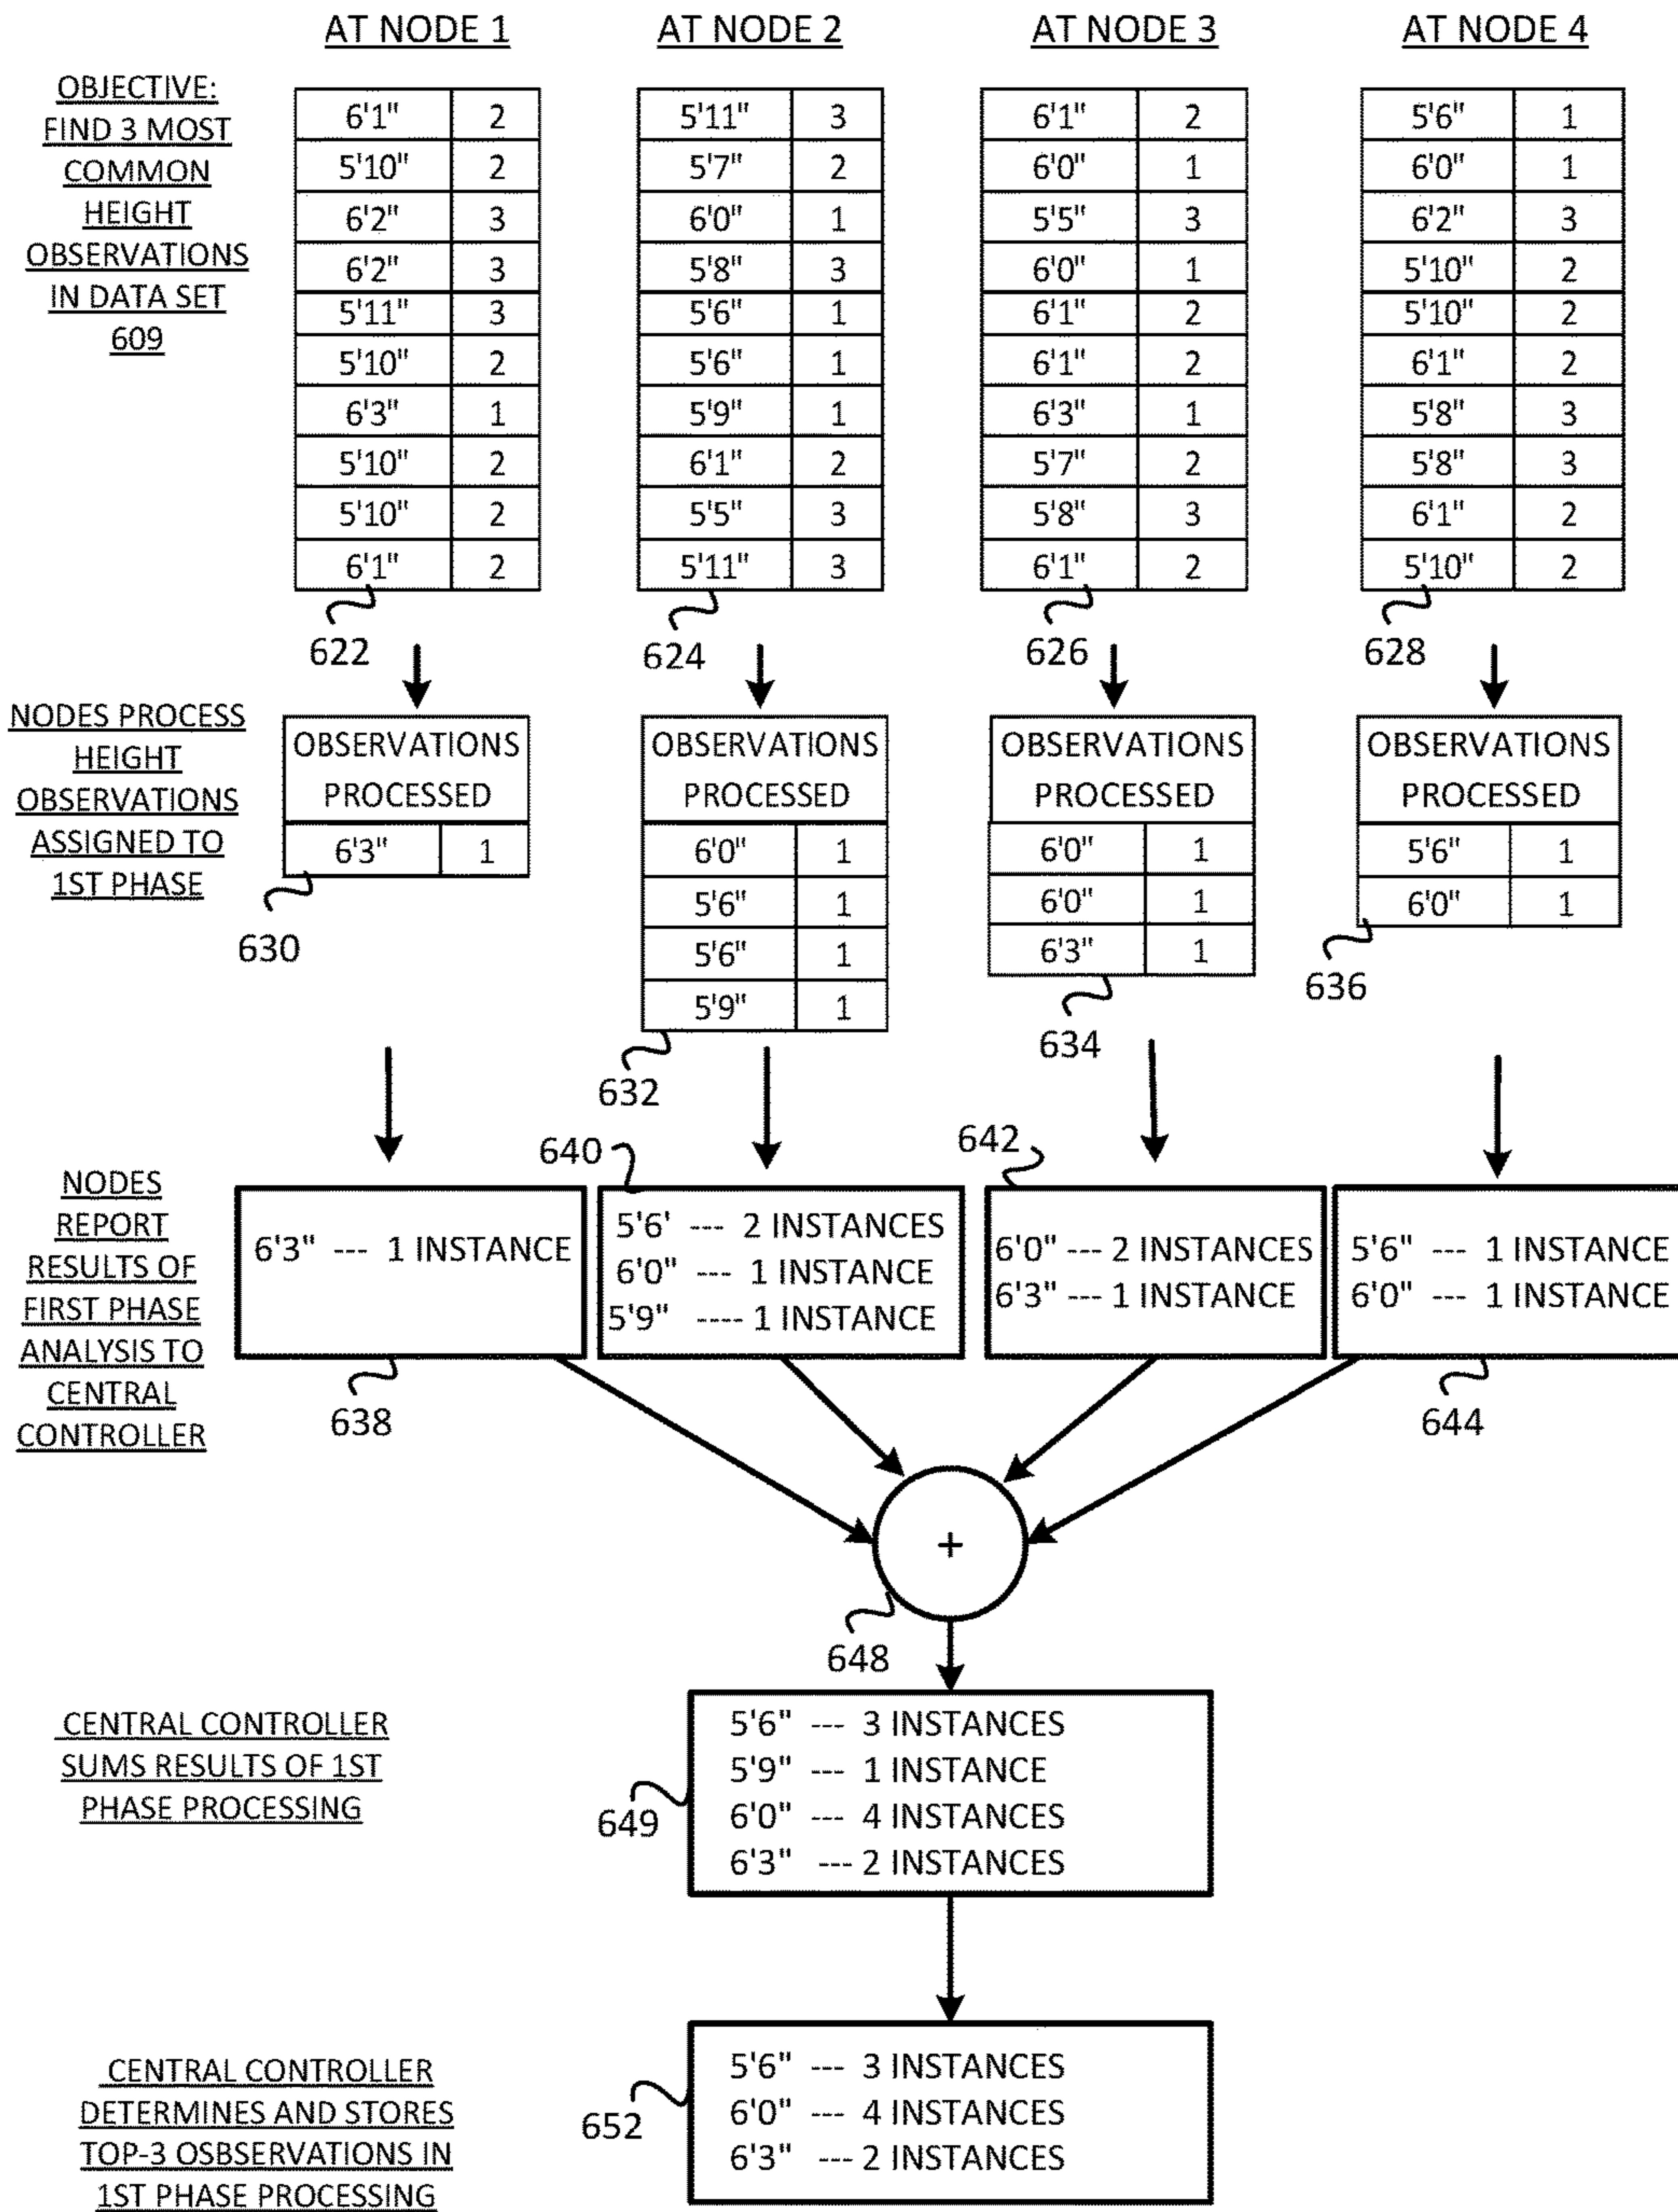 AT NODE 1 AT NODE 2 AT NODE 3 AT NODE 4
OBJECTIVE:
FIND 3 MOST
COMMON
HEIGHT
OBSERVATIONS
IN DATA SET
609
6'1" 2 5'11" 3 6'1" 2 5'6" 1
5'10" 2 5'7" 2 6'0" 1 6'0" 1
6'2" 3 6'0" 1 5'5" 3 6'2" 3
6'2" 3 5'8" 3 6'0" 1 5'10" 2
5'11" 3 5'6" 1 6'1" 2 5'10" 2
5'10" 2 5'6" 1 6'1" 2 6'1" 2
6'3" 1 5'9" 1 6'3" 1 5'8" 3
5'10" 2 6'1" 2 5'7" 2 5'8" 3
5'10" 2 5'5" 3 5'8" 3 6'1" 2
6'1" 2 5'11" 3 6'1" 2 5'10" 2
622 624 626 628
NODES PROCESS
HEIGHT
OBSERVATIONS
ASSIGNED TO
1ST PHASE
OBSERVATIONS
PROCESSED
6'3" 1
630
OBSERVATIONS
PROCESSED
6'0" 1
5'6" 1
5'6" 1
5'9" 1
632
OBSERVATIONS
PROCESSED
6'0" 1
6'0" 1
6'3" 1
634
OBSERVATIONS
PROCESSED
5'6" 1
6'0" 1
636
NODES
REPORT
RESULTS OF
FIRST PHASE
ANALYSIS TO
CENTRAL
CONTROLLER
6'3" --- 1 INSTANCE
638
640
5'6' --- 2 INSTANCES
6'0" --- 1 INSTANCE
5'9" ---- 1 INSTANCE
642
6'0" --- 2 INSTANCES
6'3" --- 1 INSTANCE
5'6" --- 1 INSTANCE
6'0" --- 1 INSTANCE
644
+
648
CENTRAL CONTROLLER
SUMS RESULTS OF 1ST
PHASE PROCESSING
5'6" --- 3 INSTANCES
5'9" --- 1 INSTANCE
6'0" --- 4 INSTANCES
6'3" --- 2 INSTANCES
649
CENTRAL CONTROLLER
DETERMINES AND STORES
TOP-3 OSBSERVATIONS IN
1ST PHASE PROCESSING
5'6" --- 3 INSTANCES
6'0" --- 4 INSTANCES
6'3" --- 2 INSTANCES
652